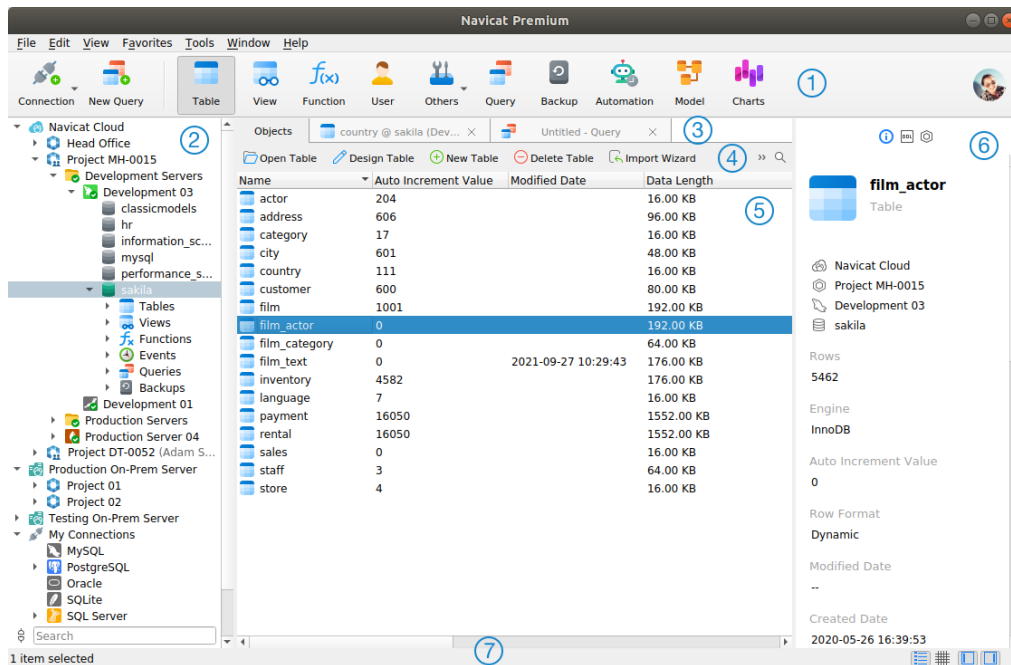 Navicat Premium
File Edit View Favorites Tools Window Help
Connection New Query Table View Function User Others Query Backup Automation Model Charts
1
Navicat Cloud
Head Office
Project MH-0015
Development Servers
Development 03
classicmodels
hr
information_sc...
mysql
performance_s...
sakila
Tables
Views
Functions
Events
Queries
Backups
Development 01
Production Servers
Production Server 04
Project DT-0052 (Adam S...
Production On-Prem Server
Project 01
Project 02
Testing On-Prem Server
My Connections
MySQL
PostgreSQL
Oracle
SQLite
SQL Server
Search
2
Objects country @ sakila (Dev... Untitled - Query
3
Open Table Design Table New Table Delete Table Import Wizard
4
Name Auto Increment Value Modified Date Data Length
actor 204 16.00 KB
address 606 96.00 KB
category 17 16.00 KB
city 601 48.00 KB
country 111 16.00 KB
customer 600 80.00 KB
film 1001 192.00 KB
film_actor 0 192.00 KB
film_category 0 64.00 KB
film_text 0 2021-09-27 10:29:43 176.00 KB
inventory 4582 176.00 KB
language 7 16.00 KB
payment 16050 1552.00 KB
rental 16050 1552.00 KB
sales 0 16.00 KB
staff 3 64.00 KB
store 4 16.00 KB
5
DDL
6
film_actor
Table
Navicat Cloud
Project MH-0015
Development 03
sakila
Rows
5462
Engine
InnoDB
Auto Increment Value
0
Row Format
Dynamic
Modified Date
--
Created Date
2020-05-26 16:39:53
7
1 item selected